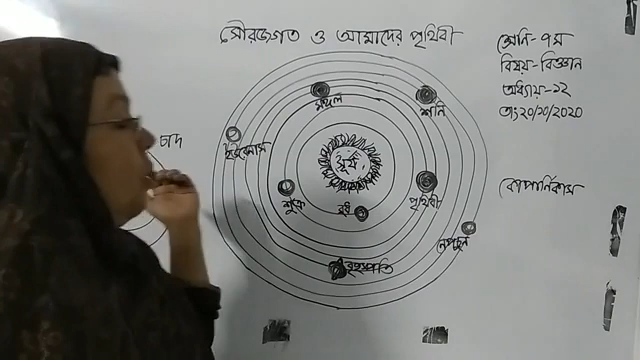 সৌরজগত ও আমাদের পৃথিবী
শ্রেনি-৭ম
বিষয়-বিজ্ঞান
অধ্যায়-১২
তাং২০/১০/২০২০
মঙ্গল
শনি
চাঁদ
ইউরেনাস
সূর্য
শুক্র
বুধ
পৃথিবী
কোপার্নিকাস
নেপচুন
বৃহস্পতি